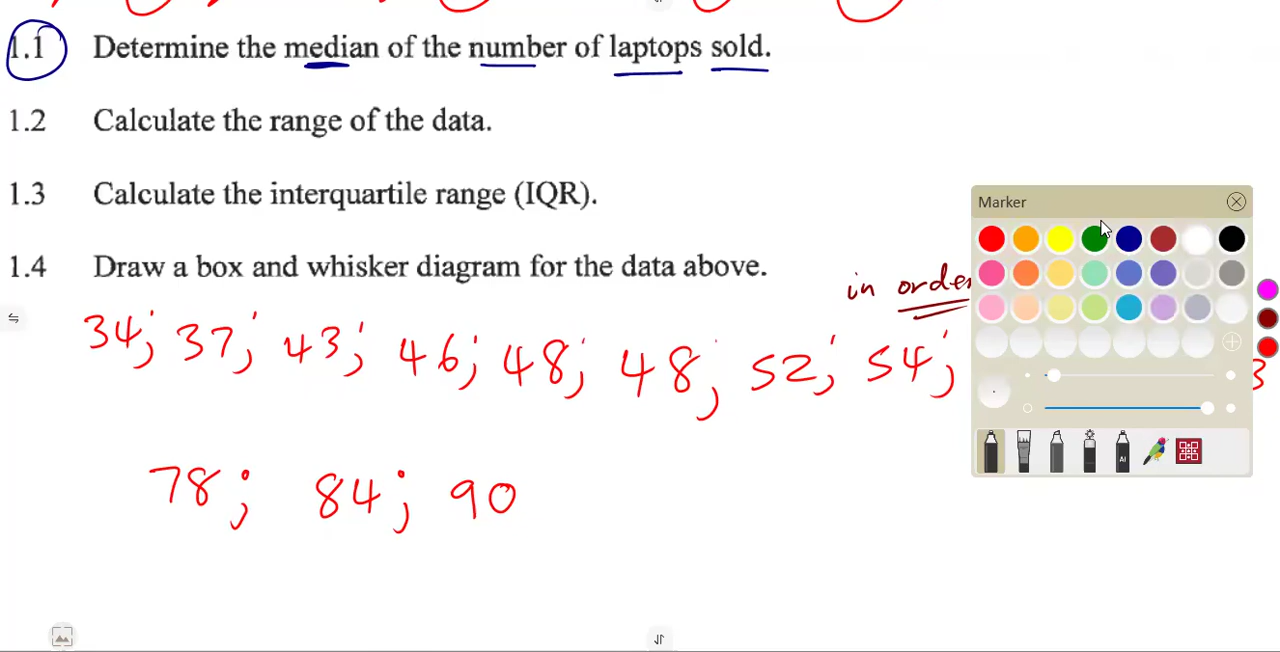 1.1 Determine the median of the number of laptops sold.
1.2 Calculate the range of the data.
1.3 Calculate the interquartile range (IQR).
1.4 Draw a box and whisker diagram for the data above.
in order
34; 37; 43; 46; 48; 48; 52; 54; 3
78; 84; 90
Marker
AI